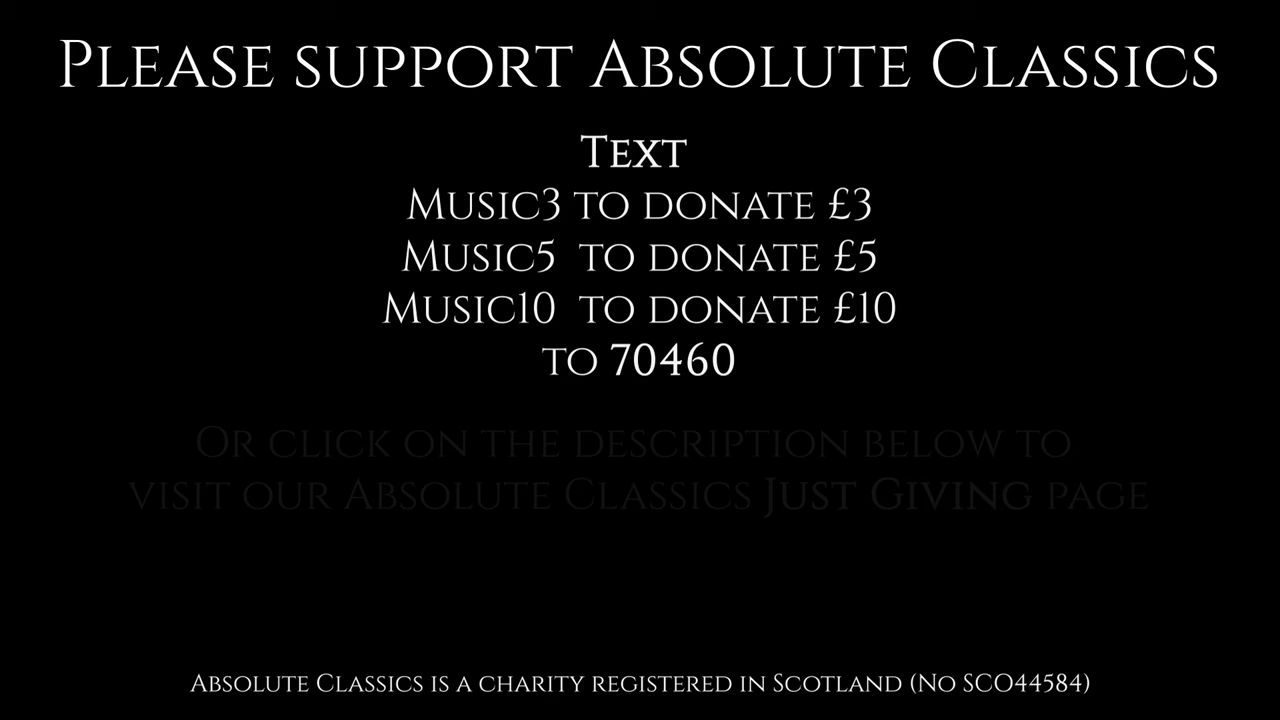 Please support Absolute Classics
Text
Music3 to donate £3
Music5 to donate £5
Music10 to donate £10
to 70460
Or click on the description below to
visit our Absolute Classics Just Giving page
Absolute Classics is a charity registered in Scotland (No SCO44584)